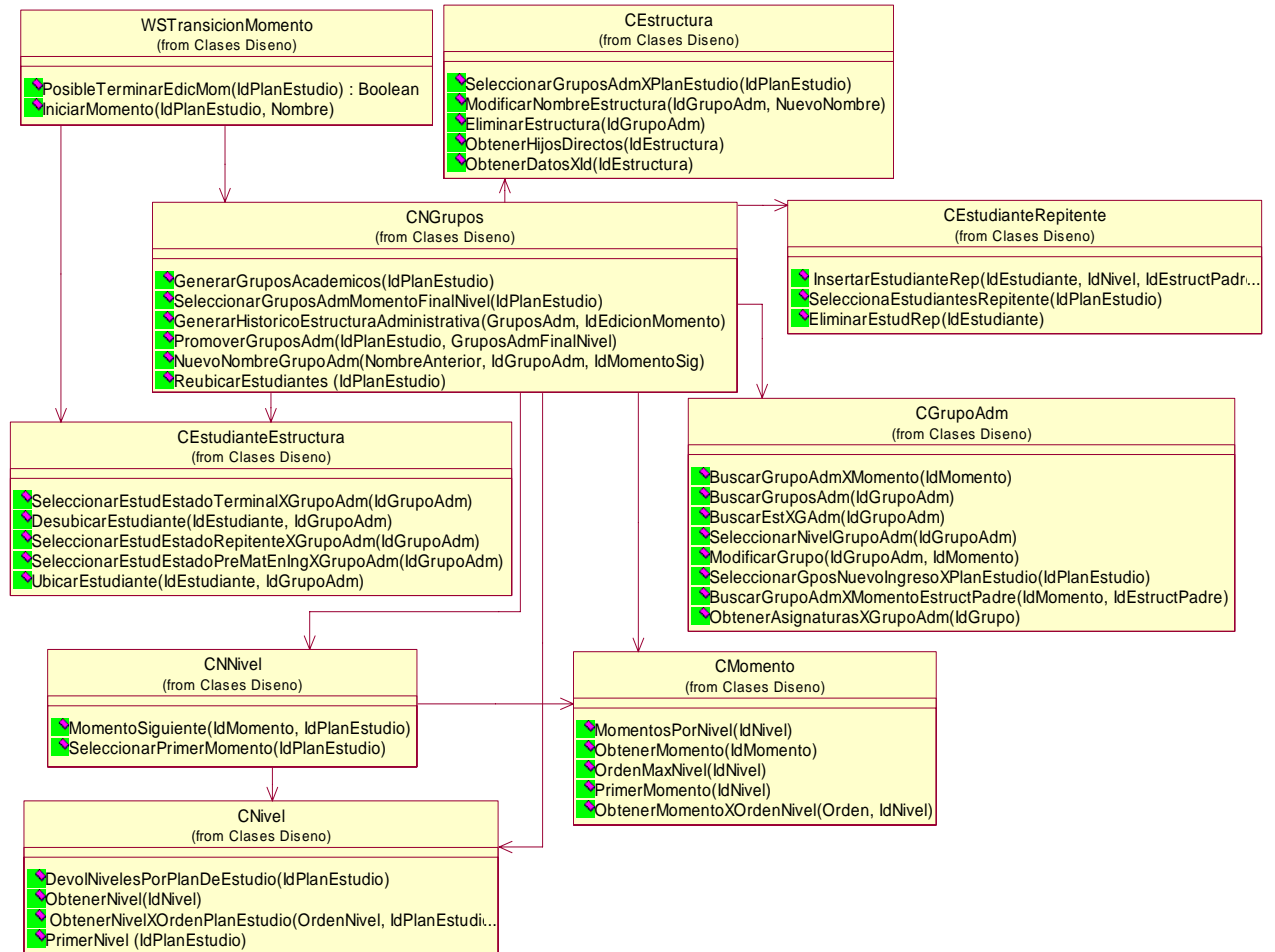 WSTransicionMomento
(from Clases Diseno)
PosibleTerminarEdicMom(IdPlanEstudio) : Boolean
IniciarMomento(IdPlanEstudio, Nombre)
CEstructura
(from Clases Diseno)
SeleccionarGruposAdmXPlanEstudio(IdPlanEstudio)
ModificarNombreEstructura(IdGrupoAdm, NuevoNombre)
EliminarEstructura(IdGrupoAdm)
ObtenerHijosDirectos(IdEstructura)
ObtenerDatosXId(IdEstructura)
CNGrupos
(from Clases Diseno)
GenerarGruposAcademicos(IdPlanEstudio)
SeleccionarGruposAdmMomentoFinalNivel(IdPlanEstudio)
GenerarHistoricoEstructuraAdministrativa(GruposAdm, IdEdicionMomento)
PromoverGruposAdm(IdPlanEstudio, GruposAdmFinalNivel)
NuevoNombreGrupoAdm(NombreAnterior, IdGrupoAdm, IdMomentoSig)
ReubicarEstudiantes (IdPlanEstudio)
CEstudianteRepitente
(from Clases Diseno)
InsertarEstudianteRep(IdEstudiante, IdNivel, IdEstructPadr...
SeleccionaEstudiantesRepitente(IdPlanEstudio)
EliminarEstudRep(IdEstudiante)
CEstudianteEstructura
(from Clases Diseno)
SeleccionarEstudEstadoTerminalXGrupoAdm(IdGrupoAdm)
DesubicarEstudiante(IdEstudiante, IdGrupoAdm)
SeleccionarEstudEstadoRepitenteXGrupoAdm(IdGrupoAdm)
SeleccionarEstudEstadoPreMatEnIngXGrupoAdm(IdGrupoAdm)
UbicarEstudiante(IdEstudiante, IdGrupoAdm)
CGrupoAdm
(from Clases Diseno)
BuscarGrupoAdmXMomento(IdMomento)
BuscarGruposAdm(IdGrupoAdm)
BuscarEstXGAdm(IdGrupoAdm)
SeleccionarNivelGrupoAdm(IdGrupoAdm)
ModificarGrupo(IdGrupoAdm, IdMomento)
SeleccionarGposNuevoIngresoXPlanEstudio(IdPlanEstudio)
BuscarGrupoAdmXMomentoEstructPadre(IdMomento, IdEstructPadre)
ObtenerAsignaturasXGrupoAdm(IdGrupo)
CNNivel
(from Clases Diseno)
MomentoSiguiente(IdMomento, IdPlanEstudio)
SeleccionarPrimerMomento(IdPlanEstudio)
CMomento
(from Clases Diseno)
MomentosPorNivel(IdNivel)
ObtenerMomento(IdMomento)
OrdenMaxNivel(IdNivel)
PrimerMomento(IdNivel)
ObtenerMomentoXOrdenNivel(Orden, IdNivel)
CNivel
(from Clases Diseno)
DevolNivelesPorPlanDeEstudio(IdPlanEstudio)
ObtenerNivel(IdNivel)
ObtenerNivelXOrdenPlanEstudio(OrdenNivel, IdPlanEstudi...
PrimerNivel (IdPlanEstudio)